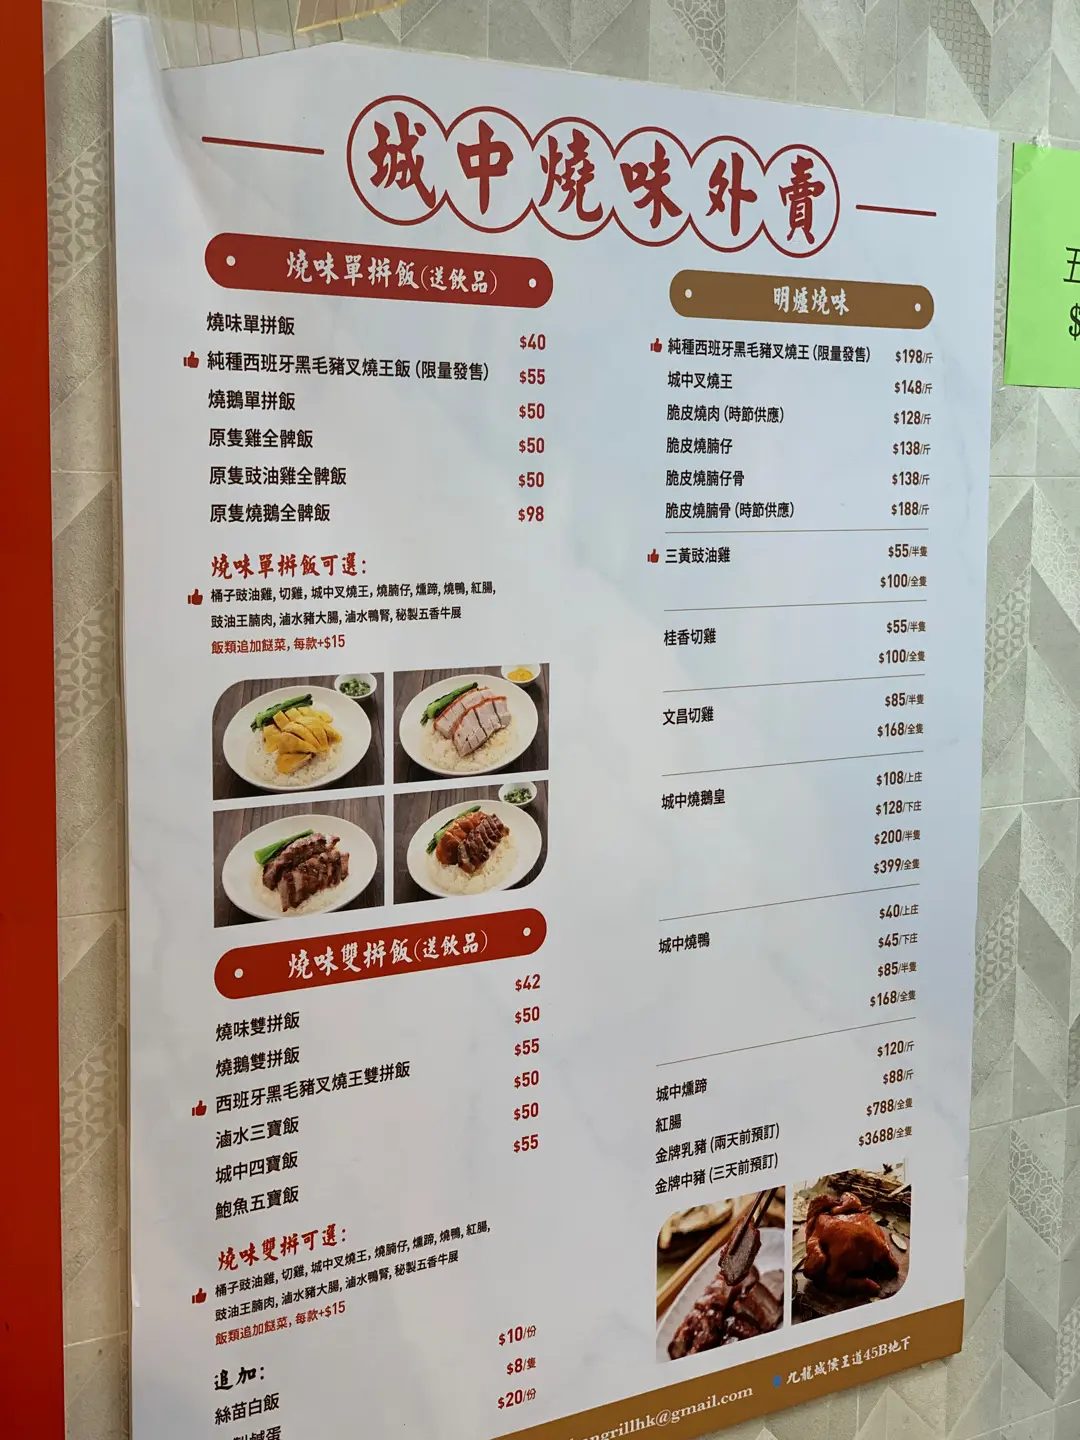 城中燒味外賣
燒味單拼飯(送飲品)
燒味單拼飯 $40
純種西班牙黑毛豬叉燒王飯 (限量發售) $55
燒鵝單拼飯 $50
原隻雞全髀飯 $50
原隻豉油雞全髀飯 $50
原隻燒鵝全髀飯 $98
燒味單拼飯可選:
桶子豉油雞, 切雞, 城中叉燒王, 燒腩仔, 燻蹄, 燒鴨, 紅腸,
豉油王腩肉, 滷水豬大腸, 滷水鴨腎, 秘製五香牛展
飯類追加餸菜, 每款+$15
燒味雙拼飯(送飲品)
燒味雙拼飯 $42
燒鵝雙拼飯 $50
西班牙黑毛豬叉燒王雙拼飯 $55
滷水三寶飯 $50
城中四寶飯 $50
鮑魚五寶飯 $55
燒雙拼可選:
桶子豉油雞, 切雞, 城中叉燒王, 燒腩仔, 燻蹄, 燒鴨, 紅腸,
豉油王腩肉, 滷水豬大腸, 滷水鴨腎, 秘製五香牛展
飯類追加餸菜, 每款+$15
追加:
絲苗白飯 $10/份
鹹蛋 $8/隻
$20/份
明爐燒味
純種西班牙黑毛豬叉燒王 (限量發售) $198/斤
城中叉燒王 $148/斤
脆皮燒肉 (時節供應) $128/斤
脆皮燒腩仔 $138/斤
脆皮燒腩仔骨 $138/斤
脆皮燒腩骨 (時節供應) $188/斤
三黃豉油雞 $55/半隻
$100/全隻
桂香切雞 $55/半隻
$100/全隻
文昌切雞 $85/半隻
$168/全隻
城中燒鵝皇 $108/上庄
$128/下庄
$200/半隻
$399/全隻
城中燒鴨 $40/上庄
$45/下庄
$85/半隻
$168/全隻
城中燻蹄 $120/斤
紅腸 $88/斤
金牌乳豬 (兩天前預訂) $788/全隻
金牌中豬 (三天前預訂) $3688/全隻
ngrillhk@gmail.com
九龍城侯王道45B地下
五
$